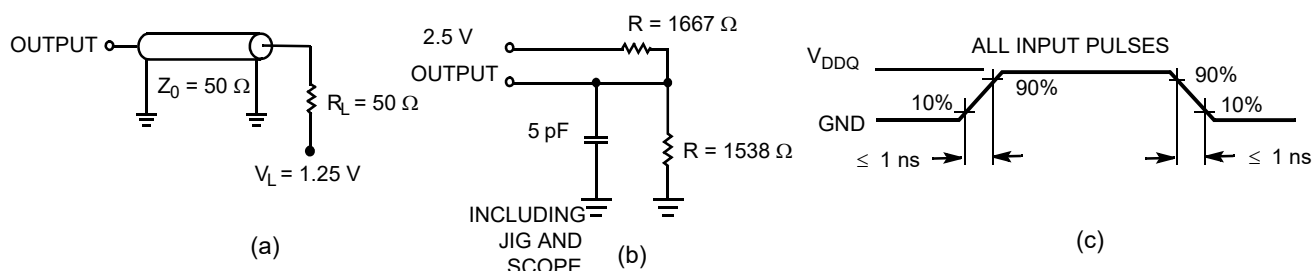 OUTPUT
Z0 = 50 Ω
RL = 50 Ω
VL = 1.25 V
(a)
R = 1667 Ω
2.5 V
OUTPUT
5 pF
R = 1538 Ω
INCLUDING
JIG AND
SCOPE
(b)
ALL INPUT PULSES
VDDQ
GND
10%
90%
90%
10%
≤ 1 ns
≤ 1 ns
(c)